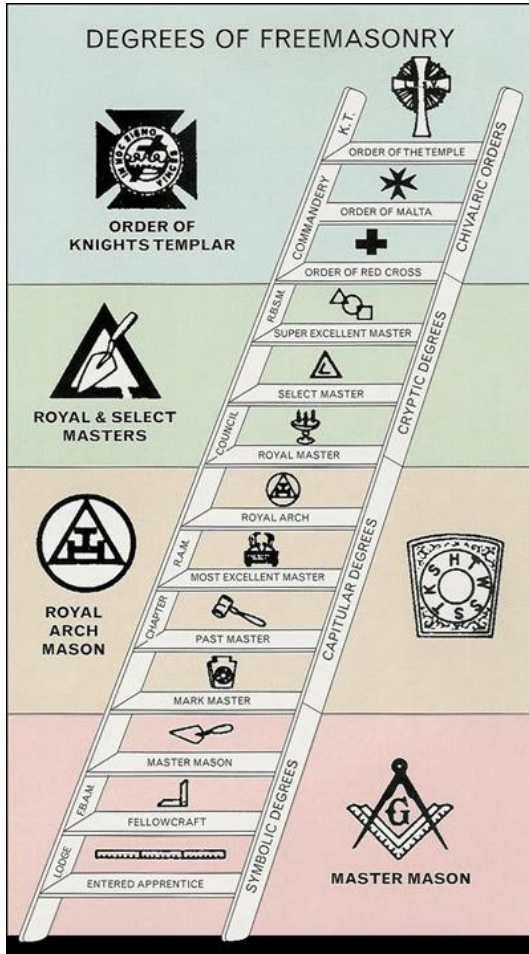 DEGREES OF FREEMASONRY
K.T.
ORDER OF THE TEMPLE
CHIVALRIC ORDERS
IN HOC SIGNO
ORDER OF
KNIGHTS TEMPLAR
COMMANDERY
ORDER OF MALTA
ORDER OF RED CROSS
R.&S.M.
SUPER EXCELLENT MASTER
CRYPTIC DEGREES
SELECT MASTER
ROYAL & SELECT
MASTERS
COUNCIL
ROYAL MASTER
ROYAL ARCH
CAPITULAR DEGREES
R.A.M.
MOST EXCELLENT MASTER
ROYAL
ARCH
MASON
CHAPTER
PAST MASTER
H T W S S T K S
MARK MASTER
MASTER MASON
SYMBOLIC DEGREES
F.&A.M.
FELLOWCRAFT
G
LODGE
ENTERED APPRENTICE
MASTER MASON